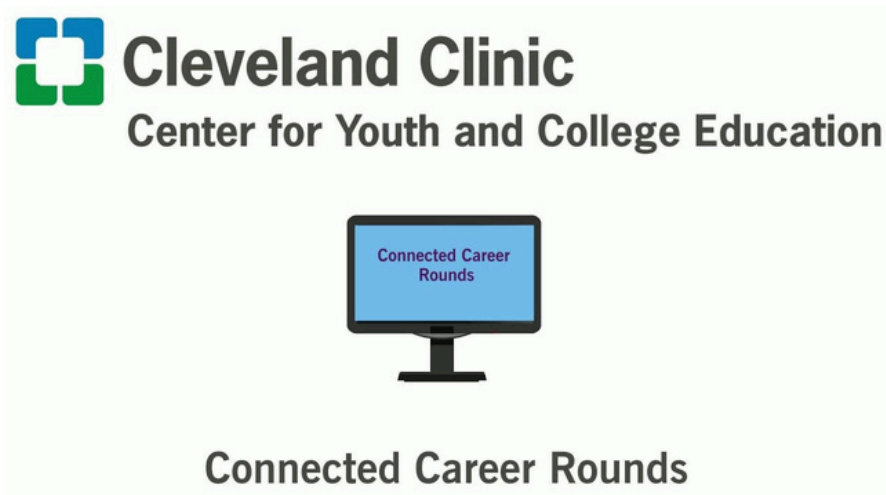 Cleveland Clinic
Center for Youth and College Education
Connected Career
Rounds
Connected Career Rounds